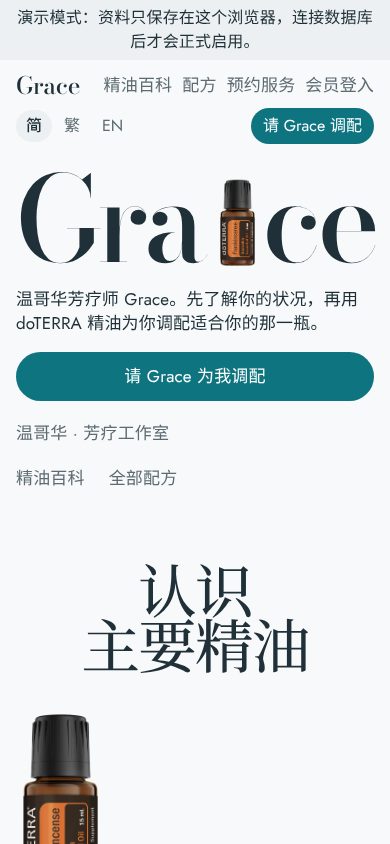 演示模式：资料只保存在这个浏览器，连接数据库
后才会正式启用。
Grace 精油百科 配方 预约服务 会员登入
简 繁 EN 请 Grace 调配
Grace
温哥华芳疗师 Grace。先了解你的状况，再用
doTERRA 精油为你调配适合你的那一瓶。
请 Grace 为我调配
温哥华 · 芳疗工作室
精油百科 全部配方
认识
主要精油